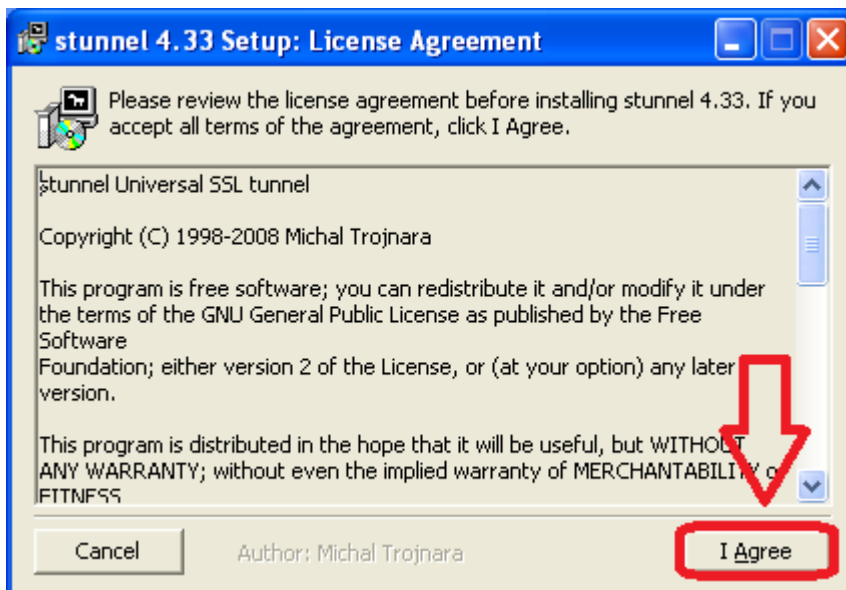 stunnel 4.33 Setup: License Agreement
Please review the license agreement before installing stunnel 4.33. If you
accept all terms of the agreement, click I Agree.
stunnel Universal SSL tunnel
Copyright (C) 1998-2008 Michal Trojnara
This program is free software; you can redistribute it and/or modify it under
the terms of the GNU General Public License as published by the Free
Software
Foundation; either version 2 of the License, or (at your option) any later
version.
This program is distributed in the hope that it will be useful, but WITHOUT
ANY WARRANTY; without even the implied warranty of MERCHANTABILITY or
FITNESS
Cancel
Author: Michal Trojnara
I Agree